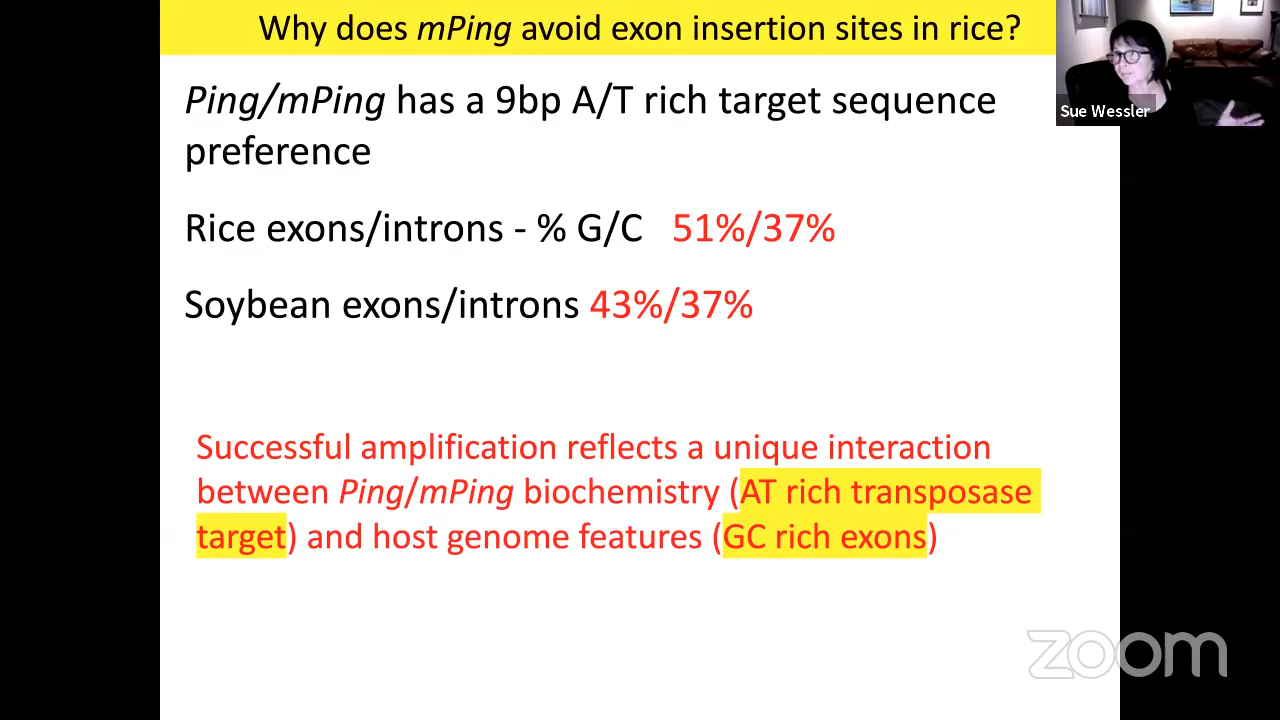 Why does mPing avoid exon insertion sites in rice?
Sue Wessler
Ping/mPing has a 9bp A/T rich target sequence
preference
Rice exons/introns - % G/C 51%/37%
Soybean exons/introns 43%/37%
Successful amplification reflects a unique interaction
between Ping/mPing biochemistry (AT rich transposase
target) and host genome features (GC rich exons)
zoom